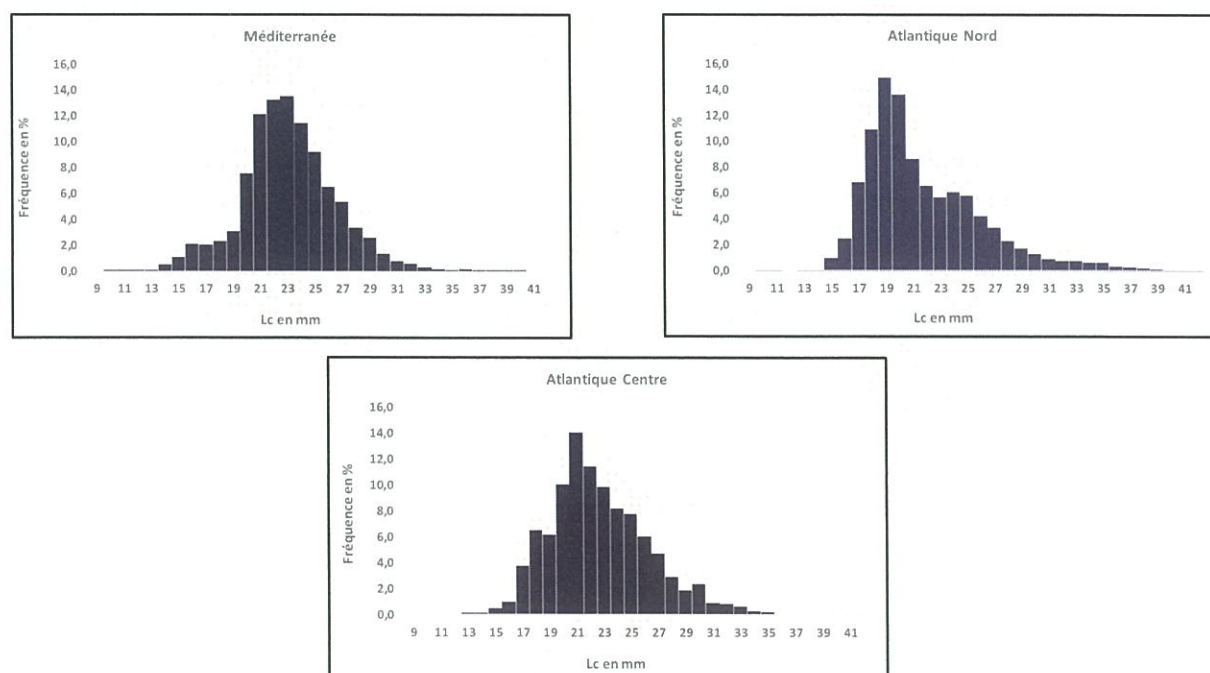 Méditerranée
Fréquence en %
16,0
14,0
12,0
10,0
8,0
6,0
4,0
2,0
0,0
9 11 13 15 17 19 21 23 25 27 29 31 33 35 37 39 41
Lc en mm
Atlantique Nord
Fréquence en %
16,0
14,0
12,0
10,0
8,0
6,0
4,0
2,0
0,0
9 11 13 15 17 19 21 23 25 27 29 31 33 35 37 39 41
Lc en mm
Atlantique Centre
Fréquence en %
16,0
14,0
12,0
10,0
8,0
6,0
4,0
2,0
0,0
9 11 13 15 17 19 21 23 25 27 29 31 33 35 37 39 41
Lc en mm